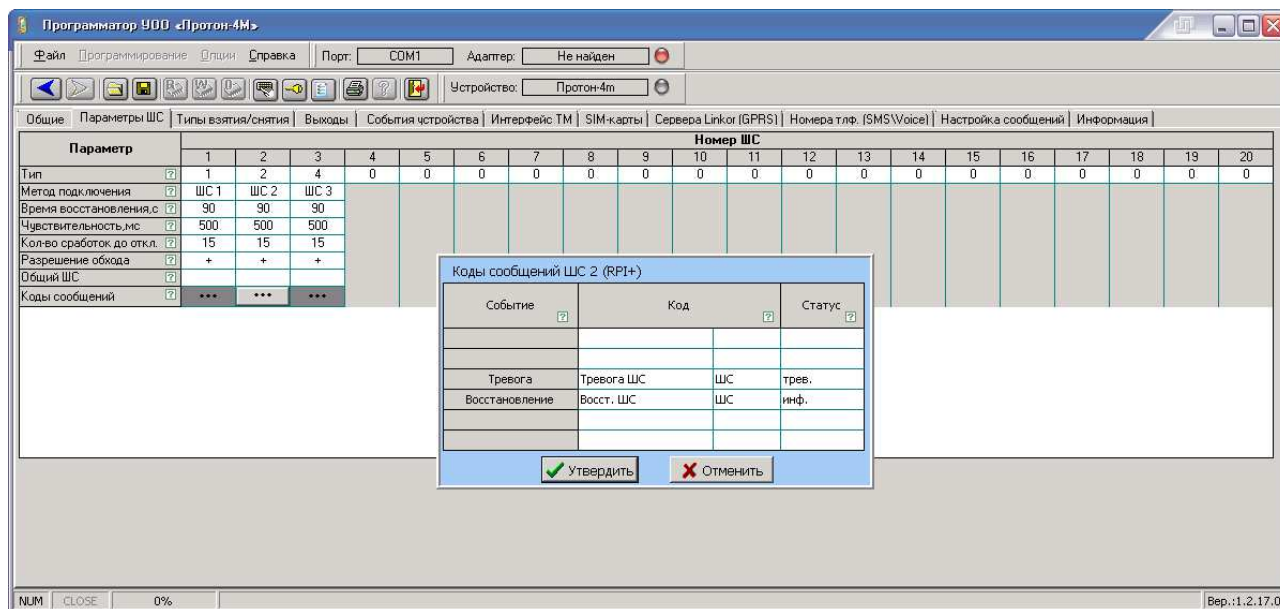 Программатор УОО «Протон-4М»
Файл Программирование Опции Справка Порт: COM1 Адаптер: Не найден
Устройство: Протон-4m
Общие Параметры ШС Типы взятия/снятия Выходы События устройства Интерфейс ТМ SIM-карты Сервера Linkor (GPRS) Номера тлф. (SMS\Voice) Настройка сообщений Информация
Параметр Номер ШС
1 2 3 4 5 6 7 8 9 10 11 12 13 14 15 16 17 18 19 20
Тип ? 1 2 4 0 0 0 0 0 0 0 0 0 0 0 0 0 0 0 0 0
Метод подключения ? ШС 1 ШС 2 ШС 3
Время восстановления,с ? 90 90 90
Чувствительность,мс ? 500 500 500
Кол-во сработок до откл. ? 15 15 15
Разрешение обхода ? + + +
Общий ШС ?
Коды сообщений ? ••• ••• •••
Коды сообщений ШС 2 (RPI+)
Событие ? Код ? Статус ?
Тревога Тревога ШС ШС трев.
Восстановление Восст. ШС ШС инф.
Утвердить Отменить
NUM CLOSE 0% Вер.:1.2.17.0